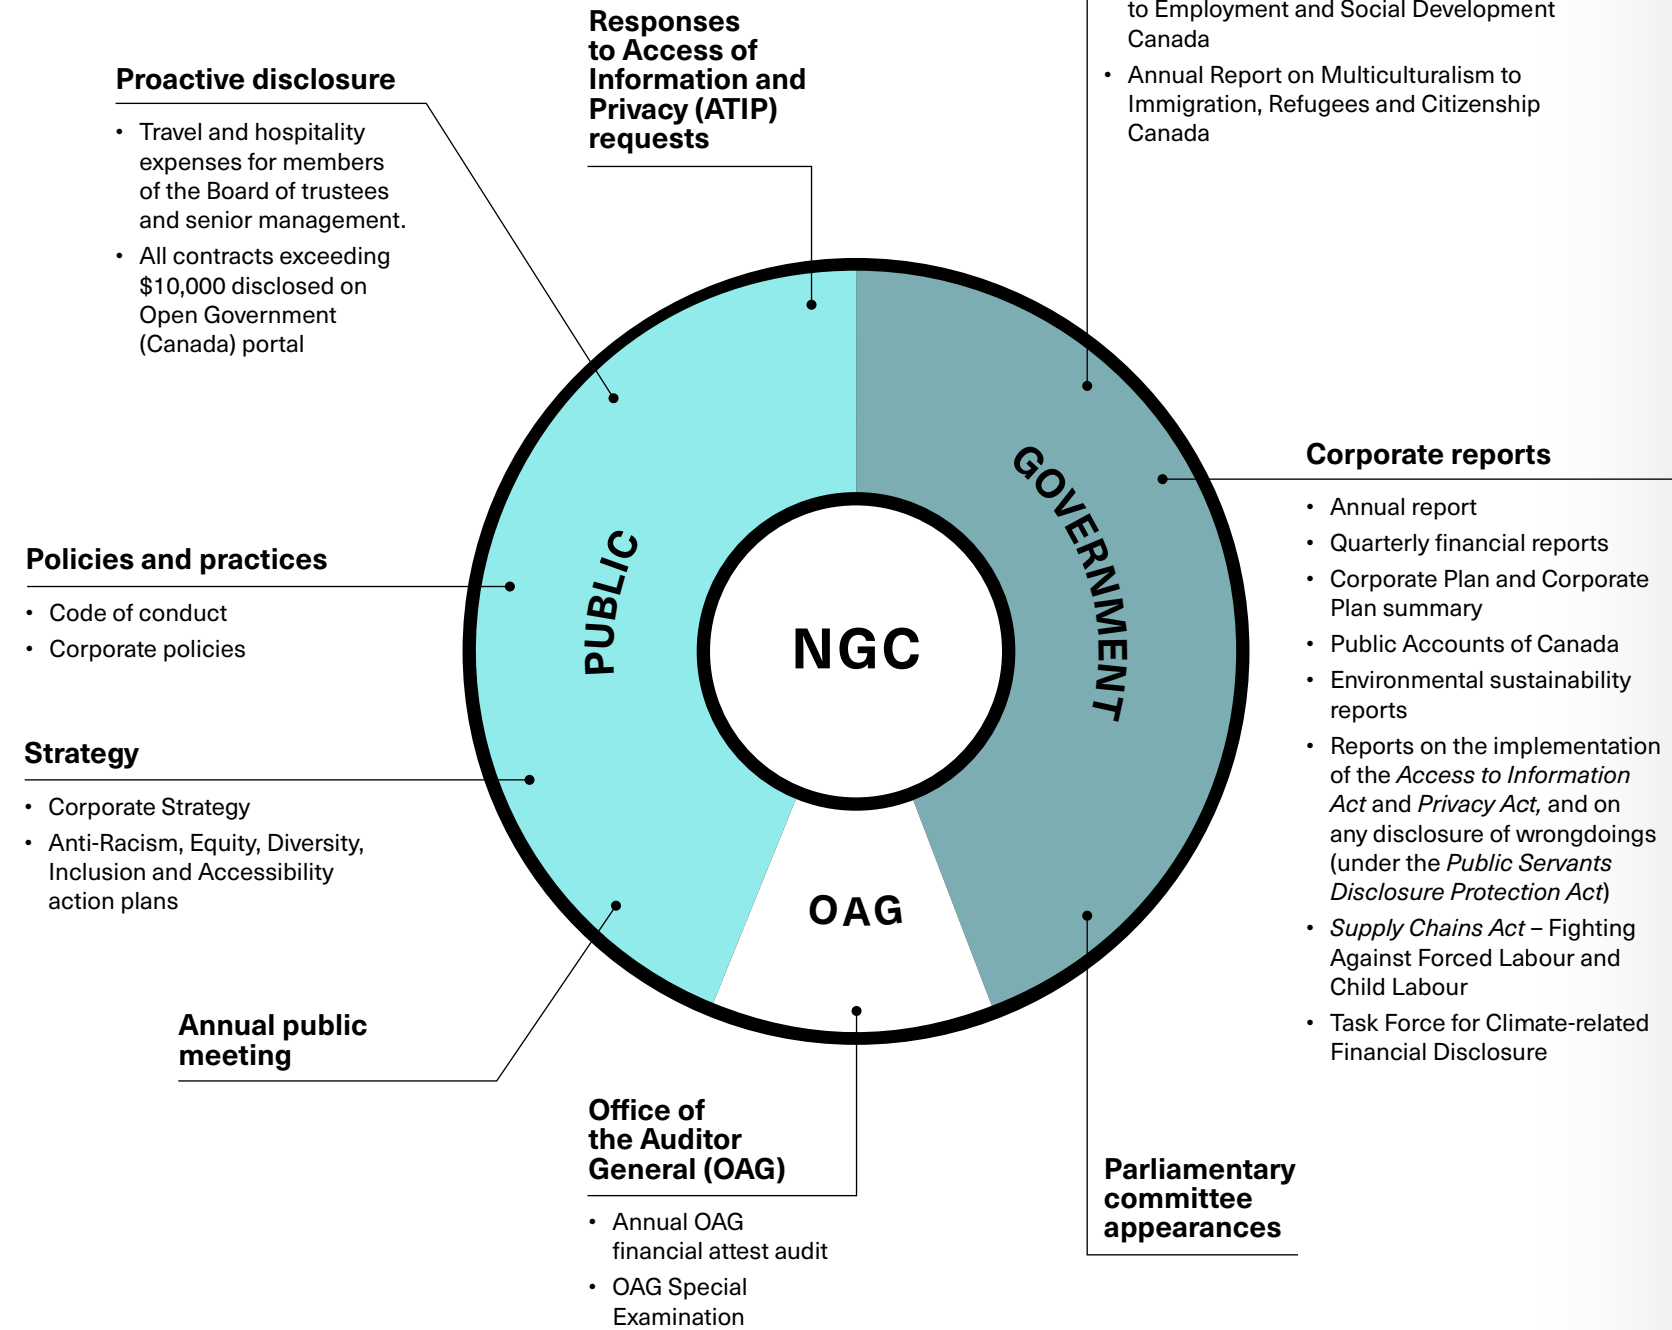 Responses
to Access of
Information and
Privacy (ATIP)
requests
to Employment and Social Development
Canada
• Annual Report on Multiculturalism to
Immigration, Refugees and Citizenship
Canada
Proactive disclosure
• Travel and hospitality
expenses for members
of the Board of trustees
and senior management.
• All contracts exceeding
$10,000 disclosed on
Open Government
(Canada) portal
Policies and practices
• Code of conduct
• Corporate policies
Strategy
• Corporate Strategy
• Anti-Racism, Equity, Diversity,
Inclusion and Accessibility
action plans
Annual public
meeting
PUBLIC
NGC
GOVERNMENT
OAG
Corporate reports
• Annual report
• Quarterly financial reports
• Corporate Plan and Corporate
Plan summary
• Public Accounts of Canada
• Environmental sustainability
reports
• Reports on the implementation
of the Access to Information
Act and Privacy Act, and on
any disclosure of wrongdoings
(under the Public Servants
Disclosure Protection Act)
• Supply Chains Act – Fighting
Against Forced Labour and
Child Labour
• Task Force for Climate-related
Financial Disclosure
Office of
the Auditor
General (OAG)
• Annual OAG
financial attest audit
• OAG Special
Examination
Parliamentary
committee
appearances